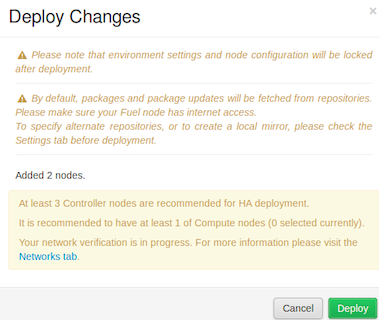 Deploy Changes
×
Please note that environment settings and node configuration will be locked
after deployment.
By default, packages and package updates will be fetched from repositories.
Please make sure your Fuel node has internet access.
To specify alternate repositories, or to create a local mirror, please check the
Settings tab before deployment.
Added 2 nodes.
At least 3 Controller nodes are recommended for HA deployment.
It is recommended to have at least 1 of Compute nodes (0 selected currently).
Your network verification is in progress. For more information please visit the
Networks tab.
Cancel
Deploy